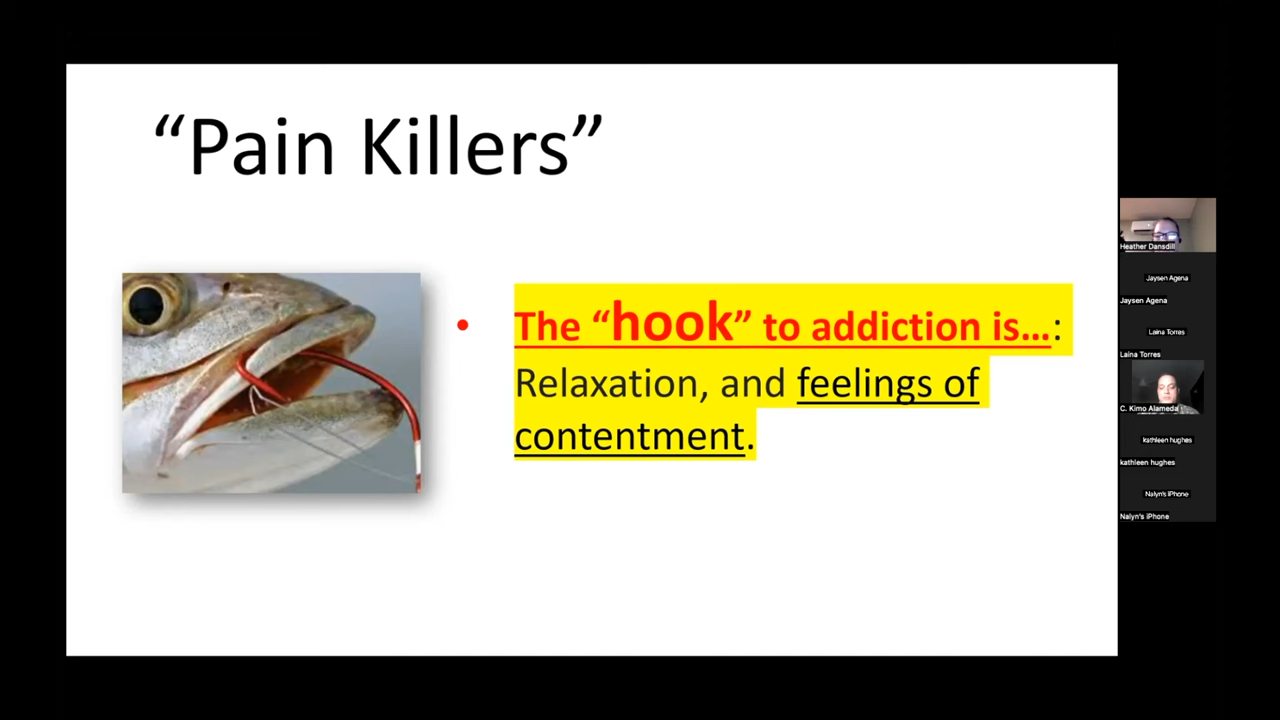 “Pain Killers”
• The “hook” to addiction is...:
Relaxation, and feelings of
contentment.
Heather Dansdill
Jaysen Agena
Jaysen Agena
Laina Torres
Laina Torres
C. Kimo Alameda
kathleen hughes
kathleen hughes
Nalyn's iPhone
Nalyn's iPhone